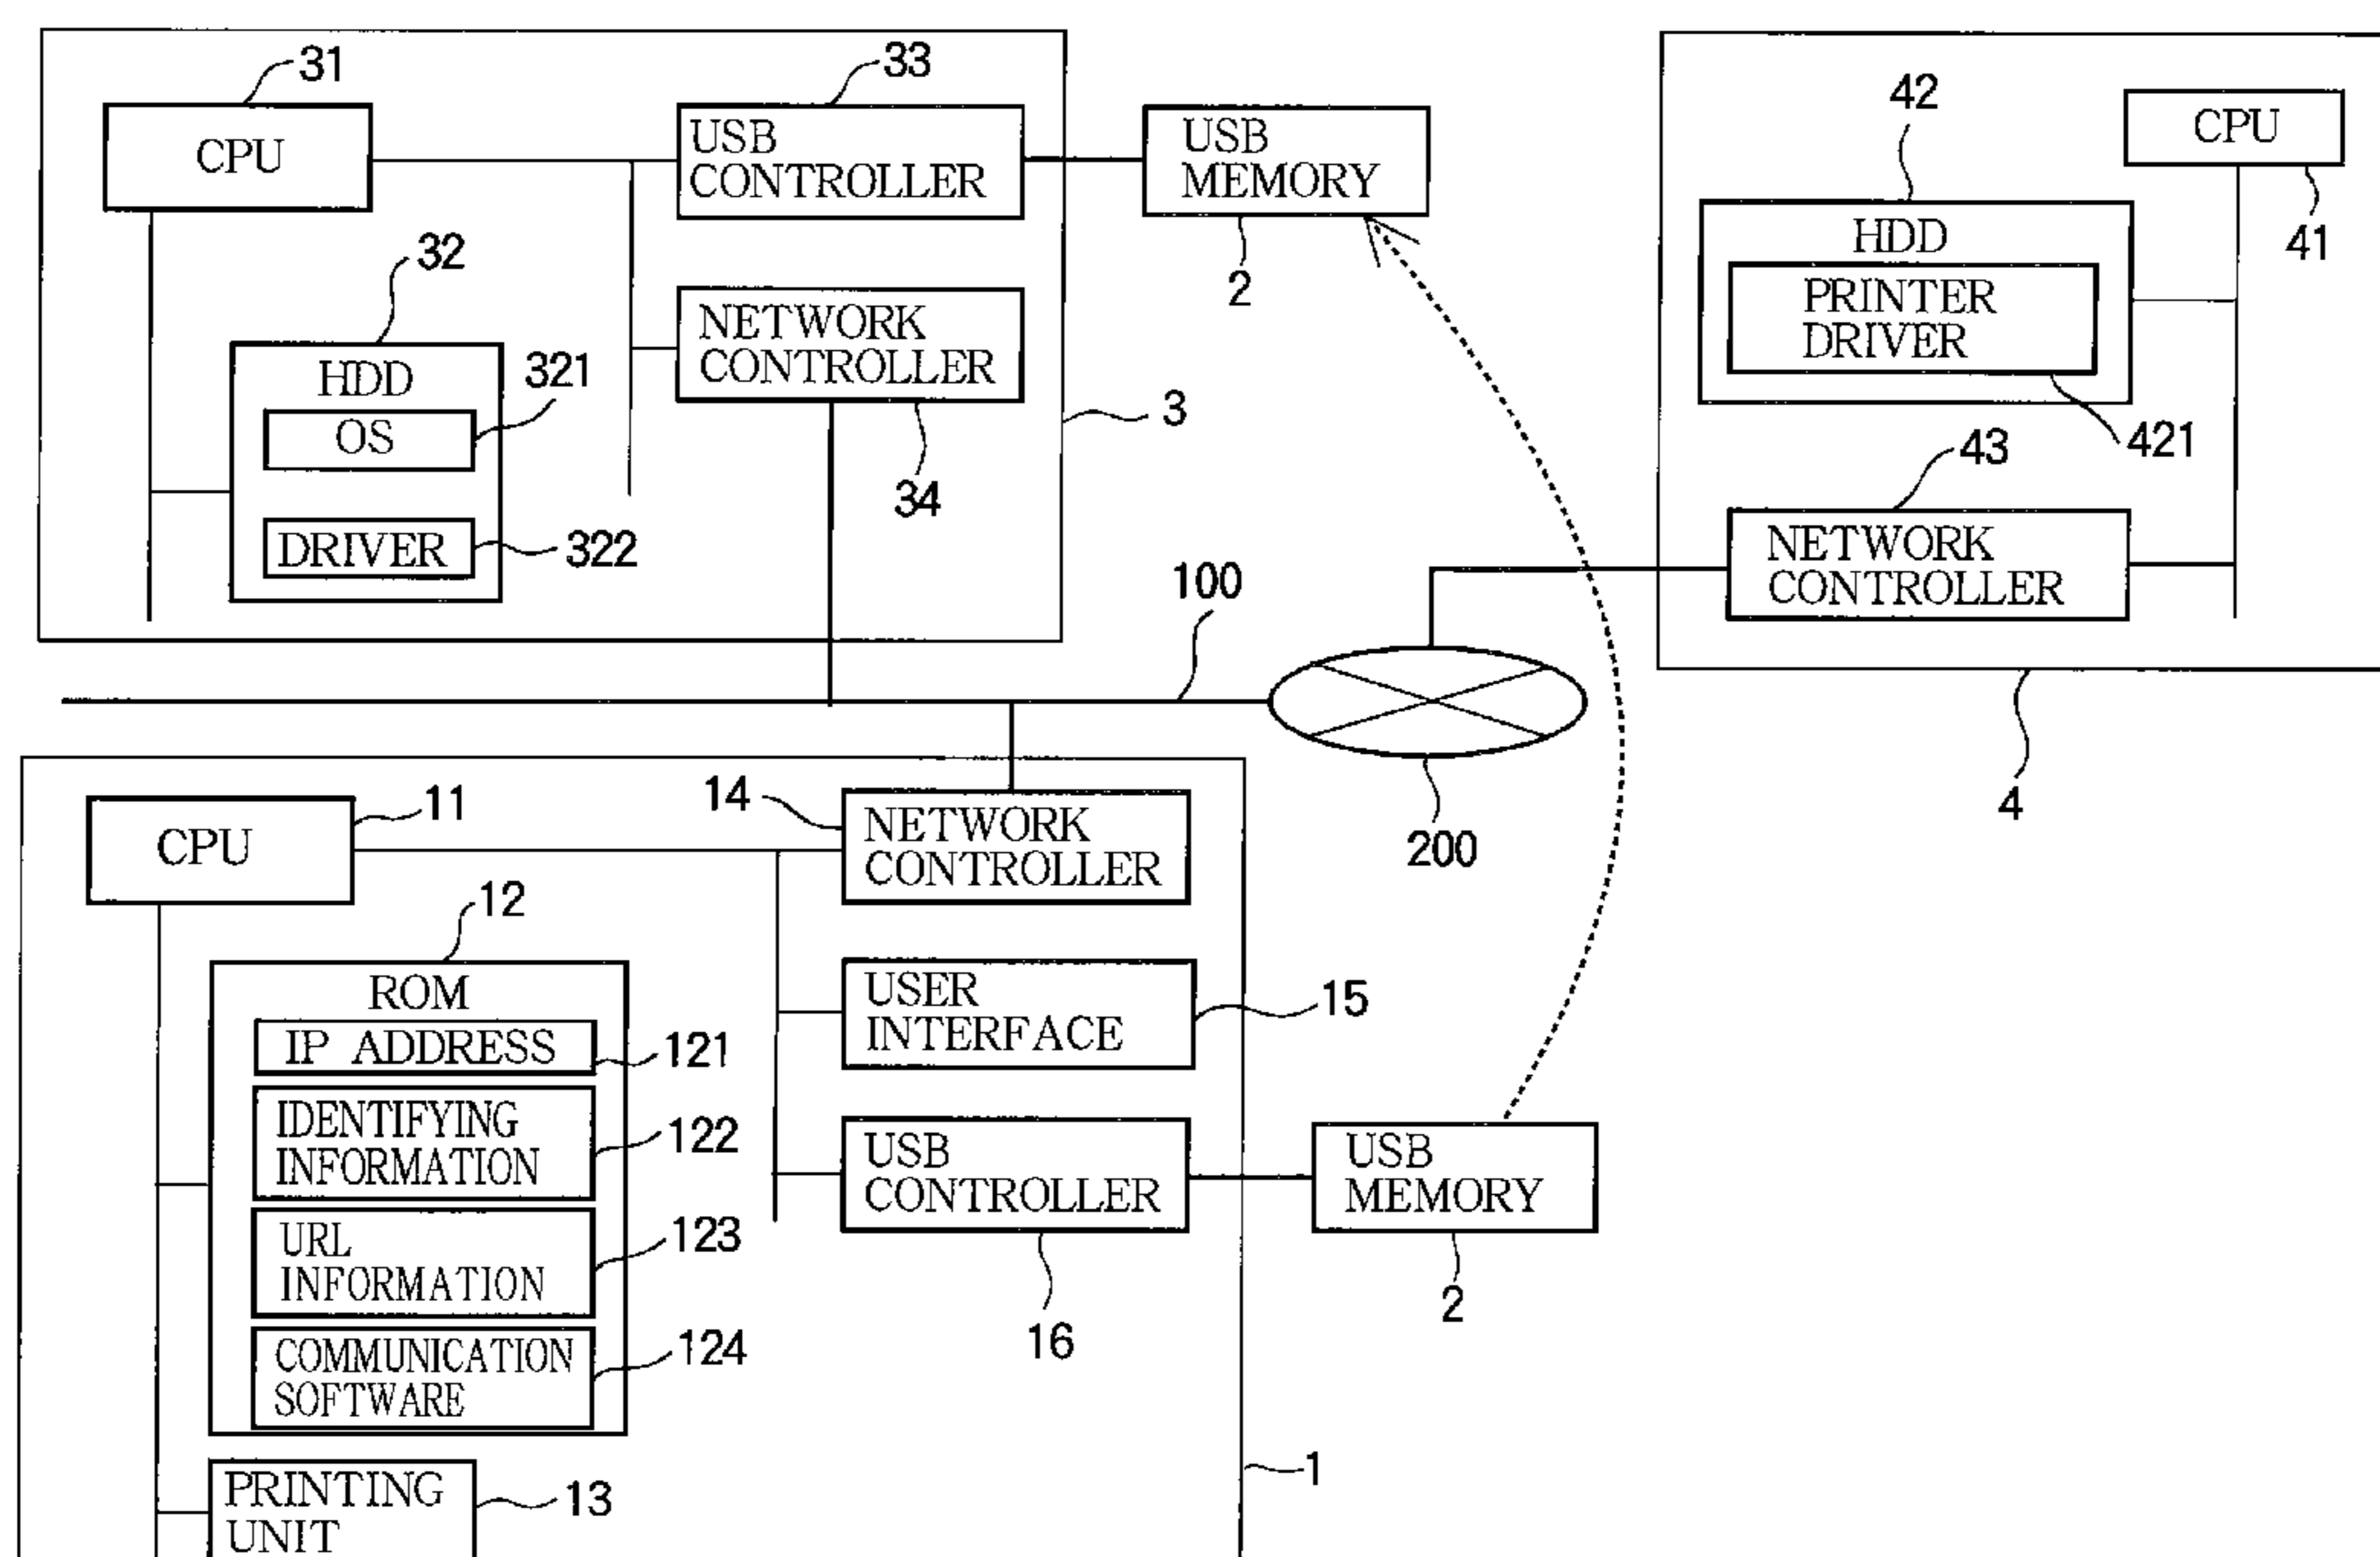 31
CPU
33
USB
CONTROLLER
USB
MEMORY
2
32
HDD
321
OS
DRIVER
322
NETWORK
CONTROLLER
34
3
42
CPU
41
HDD
PRINTER
DRIVER
421
43
NETWORK
CONTROLLER
4
100
200
11
CPU
14
NETWORK
CONTROLLER
12
ROM
IP ADDRESS
121
IDENTIFYING
INFORMATION
122
URL
INFORMATION
123
COMMUNICATION
SOFTWARE
124
USER
INTERFACE
15
USB
CONTROLLER
16
USB
MEMORY
2
1
PRINTING
UNIT
13